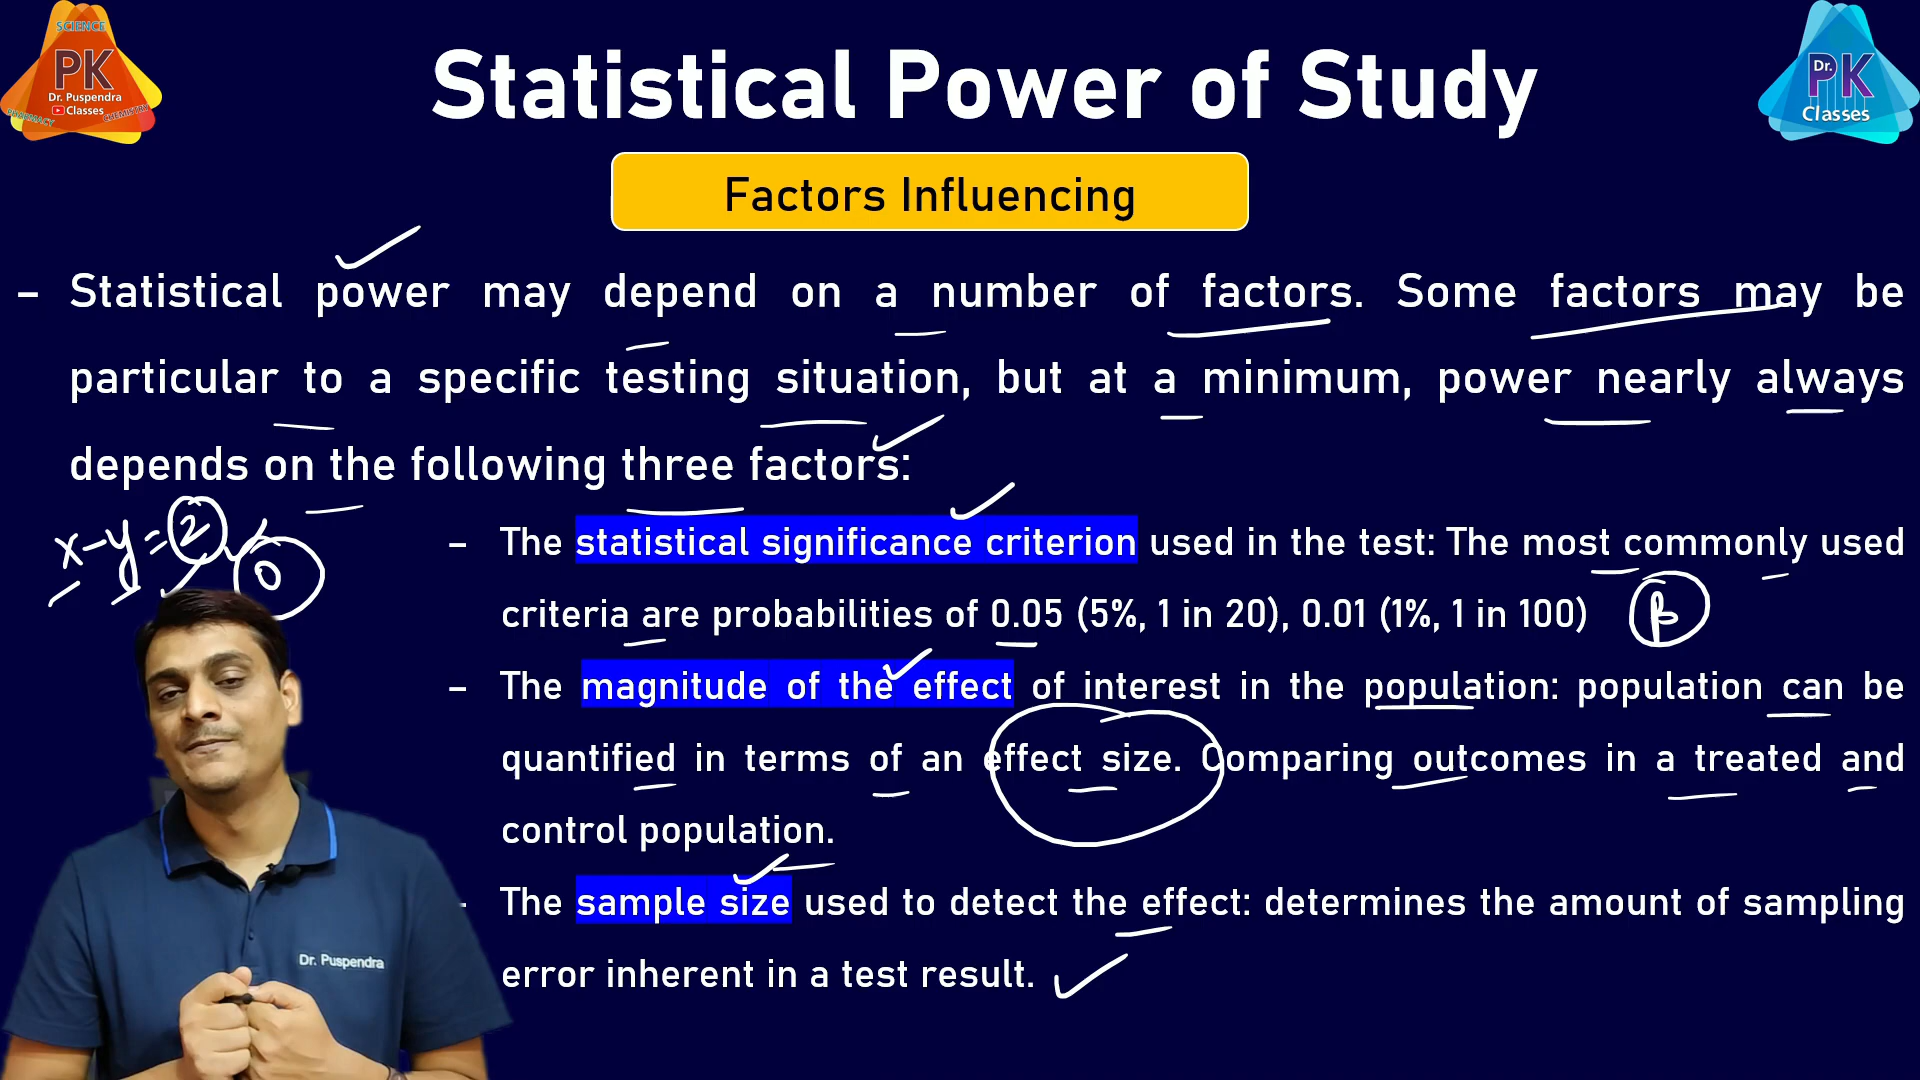 SCIENCE
PK
Dr. Puspendra
Classes
PHARMACY
CHEMISTRY
Statistical Power of Study
Dr.
PK
Classes
Factors Influencing
– Statistical power may depend on a number of factors. Some factors may be
particular to a specific testing situation, but at a minimum, power nearly always
depends on the following three factors:
x-y=2
0
– The statistical significance criterion used in the test: The most commonly used
criteria are probabilities of 0.05 (5%, 1 in 20), 0.01 (1%, 1 in 100)
β
– The magnitude of the effect of interest in the population: population can be
quantified in terms of an effect size. Comparing outcomes in a treated and
control population.
- The sample size used to detect the effect: determines the amount of sampling
error inherent in a test result.
Dr. Puspendra